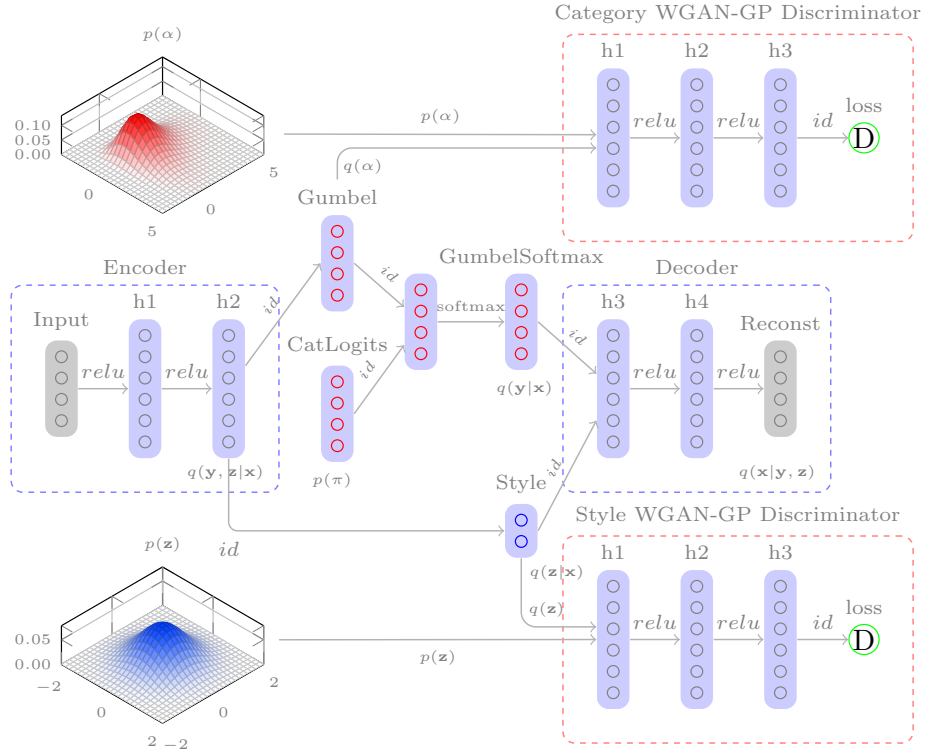 Category WGAN-GP Discriminator
p(α)
h1
h2
h3
loss
0.10
0.05
0.00
0
5
0
5
p(α)
relu
relu
id
D
q(α)
Gumbel
Encoder
GumbelSoftmax
Decoder
id
id
softmax
h1
h2
h3
h4
Input
Reconst
CatLogits
id
id
relu
relu
relu
relu
q(y|x)
q(y, z|x)
p(π)
id
q(x|y, z)
Style
Style WGAN-GP Discriminator
id
p(z)
h1
h2
h3
q(z|x)
q(z)
loss
0.05
0.00
−2
0
2
−2
0
2
p(z)
relu
relu
id
D